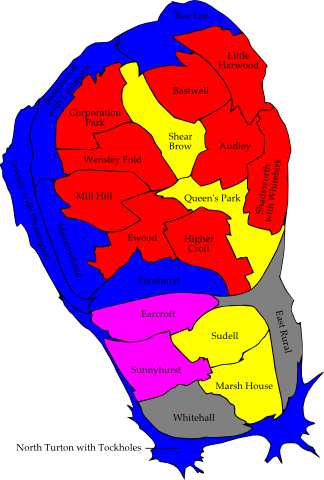 Roe Lee
Little
Harwood
Beardwood
with Lammack
Bastwell
Corporation
Park
Shear
Brow
Audley
Wensley Fold
Livesey with Pleasington
Mill Hill
Queen's Park
Shadsworth
with Whitebirk
Meadowhead
Ewood
Higher
Croft
Fernhurst
Earcroft
East Rural
Sudell
Sunnyhurst
Marsh House
Whitehall
North Turton with Tockholes